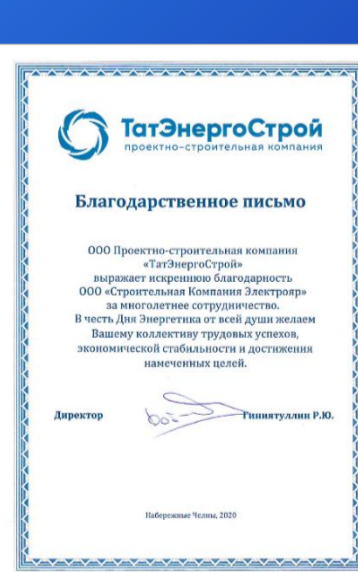 ТатЭнергоСтрой
проектно-строительная компания
Благодарственное письмо
ООО Проектно-строительная компания
«ТатЭнергоСтрой»
выражает искреннюю благодарность
ООО «Строительная Компания Электрояр»
за многолетнее сотрудничество.
В честь Дня Энергетика от всей души желаем
Вашему коллективу трудовых успехов,
экономической стабильности и достижения
намеченных целей.
Директор Гиниятуллин Р.Ю.
Набережные Челны, 2020